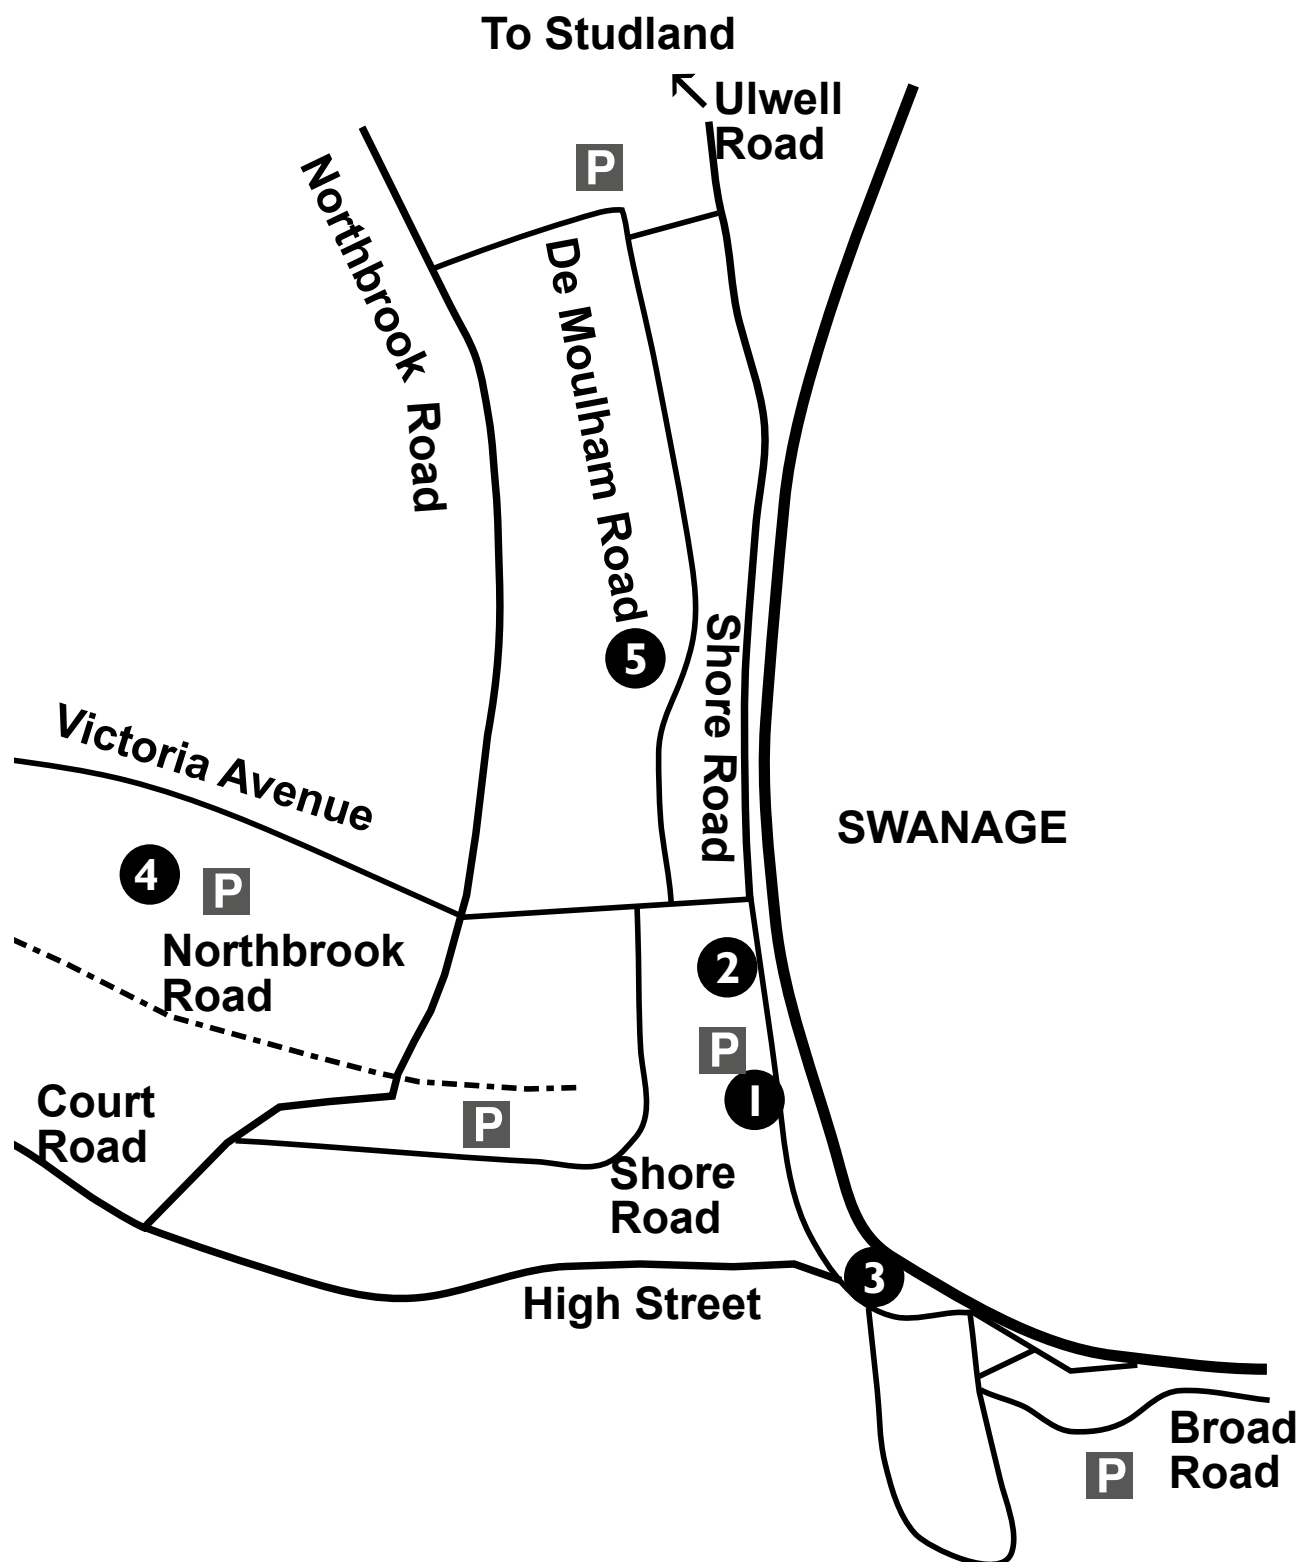 To Studland
Ulwell
Road
P
Northbrook Road
De Moulham Road
5
Shore Road
Victoria Avenue
SWANAGE
4
P
Northbrook
Road
2
P
1
Court
Road
P
Shore
Road
3
High Street
Broad
Road
P